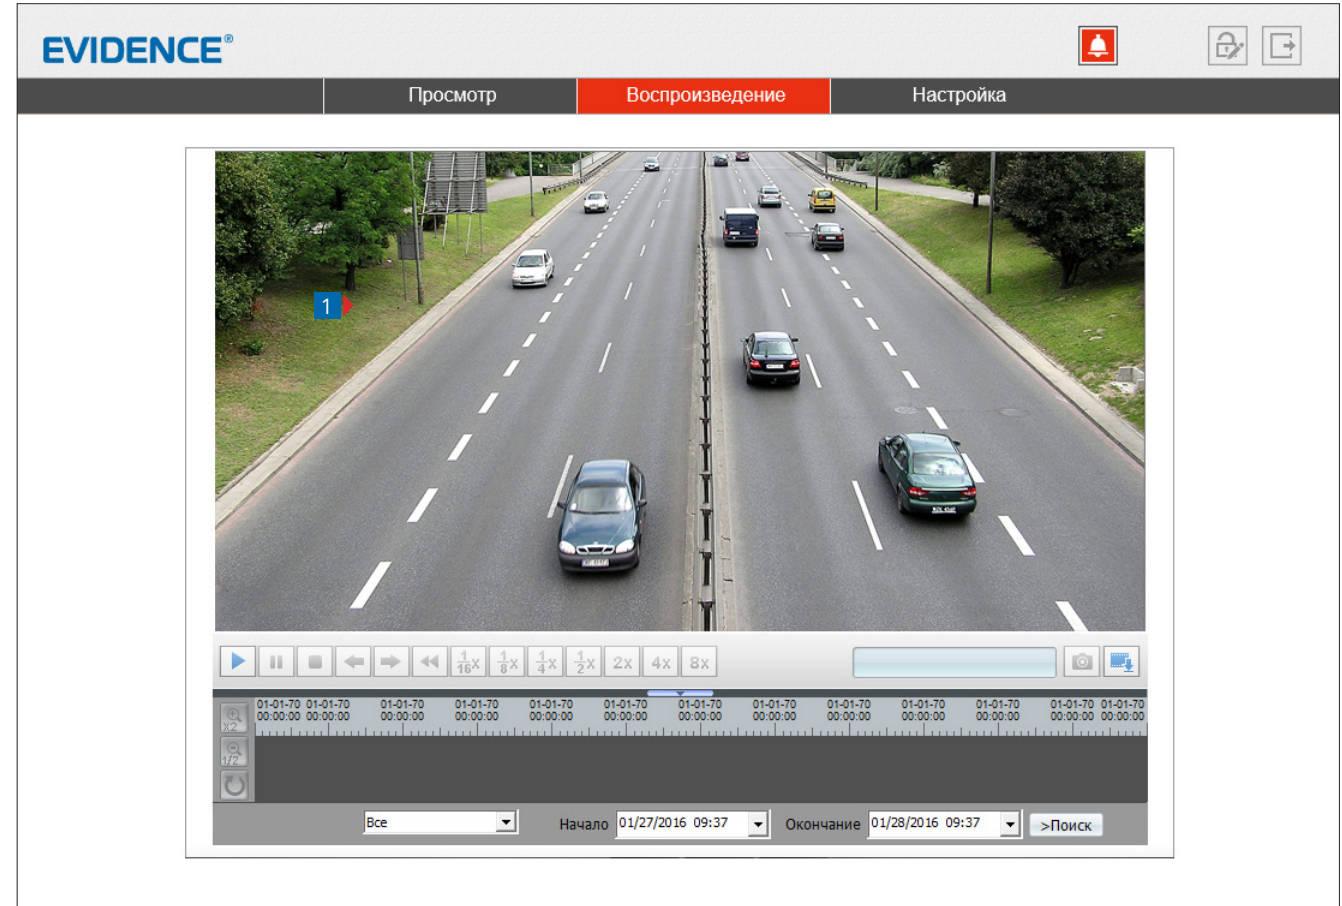 EVIDENCE®
Просмотр Воспроизведение Настройка
1
1/16x 1/8x 1/4x 1/2x 2x 4x 8x
01-01-70 01-01-70 01-01-70 01-01-70 01-01-70 01-01-70 01-01-70 01-01-70 01-01-70 01-01-70 01-01-70 01-01-70 01-01-70
00:00:00 00:00:00 00:00:00 00:00:00 00:00:00 00:00:00 00:00:00 00:00:00 00:00:00 00:00:00 00:00:00 00:00:00 00:00:00
X2
1/2
Все Начало 01/27/2016 09:37 Окончание 01/28/2016 09:37 >Поиск